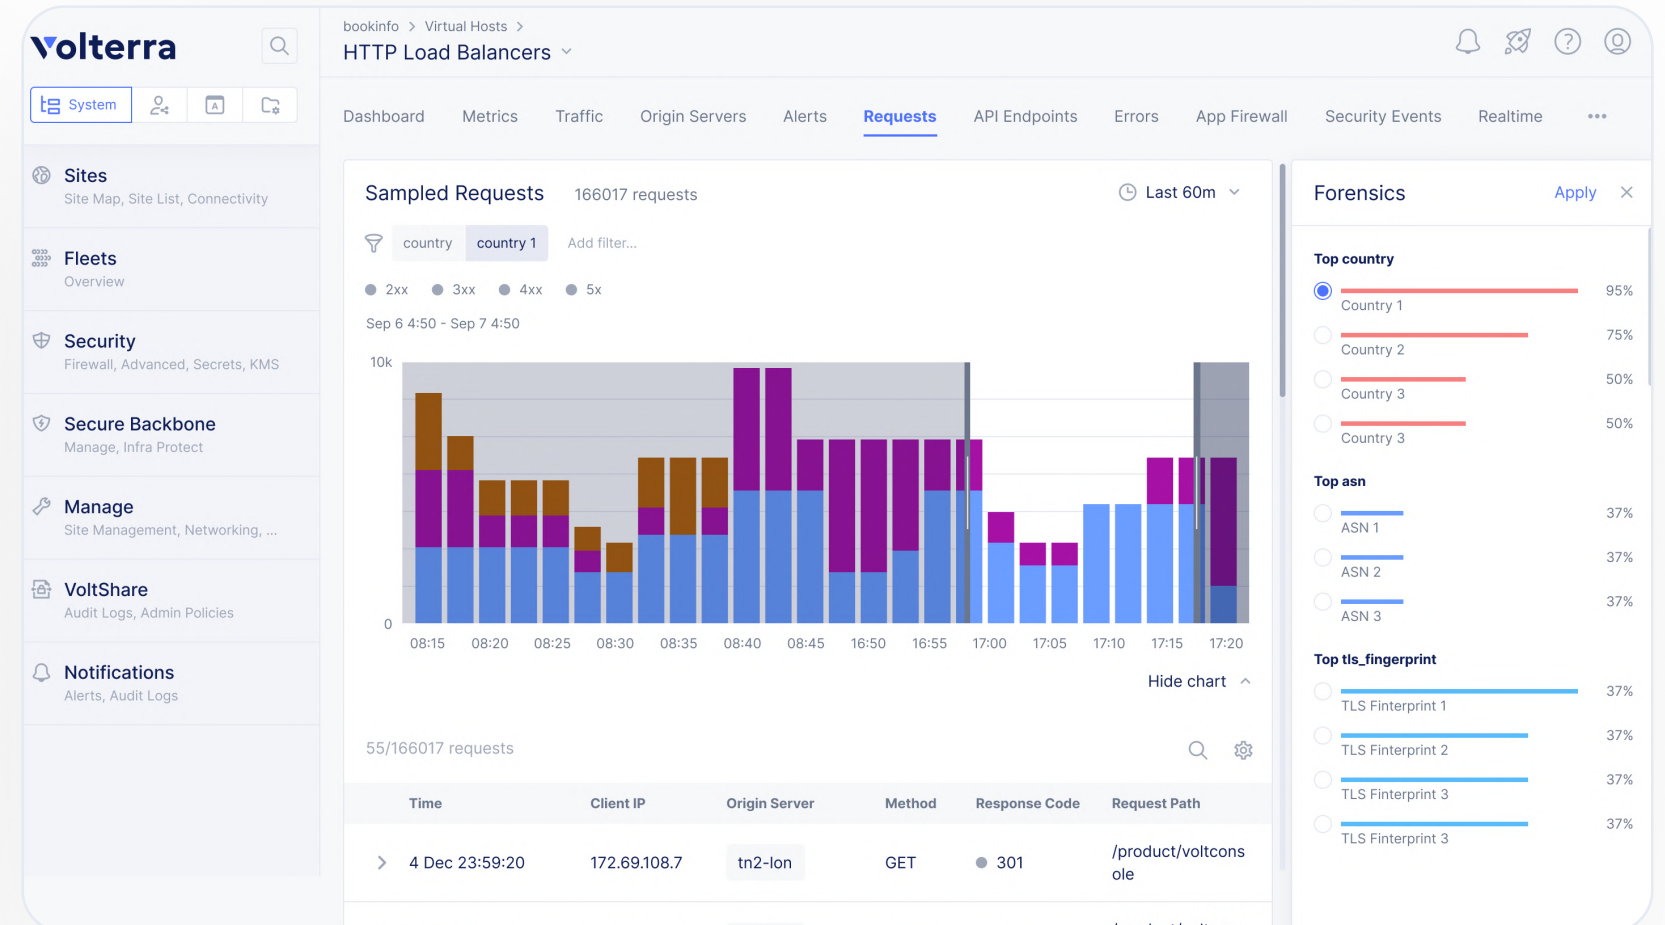 Volterra
System
A
Sites
Site Map, Site List, Connectivity
Fleets
Overview
Security
Firewall, Advanced, Secrets, KMS
Secure Backbone
Manage, Infra Protect
Manage
Site Management, Networking, ...
VoltShare
Audit Logs, Admin Policies
Notifications
Alerts, Audit Logs
bookinfo > Virtual Hosts >
HTTP Load Balancers
?
Dashboard Metrics Traffic Origin Servers Alerts Requests API Endpoints Errors App Firewall Security Events Realtime
Sampled Requests 166017 requests Last 60m
country country 1 Add filter...
2xx 3xx 4xx 5x
Sep 6 4:50 - Sep 7 4:50
10k
0
08:15 08:20 08:25 08:30 08:35 08:40 08:45 16:50 16:55 17:00 17:05 17:10 17:15 17:20
Hide chart
55/166017 requests
Time Client IP Origin Server Method Response Code Request Path
4 Dec 23:59:20 172.69.108.7 tn2-lon GET 301 /product/voltcons
ole
Forensics Apply
Top country
95%
Country 1
75%
Country 2
50%
Country 3
50%
Country 3
Top asn
37%
ASN 1
37%
ASN 2
37%
ASN 3
Top tls_fingerprint
37%
TLS Finterprint 1
37%
TLS Finterprint 2
37%
TLS Finterprint 3
37%
TLS Finterprint 3